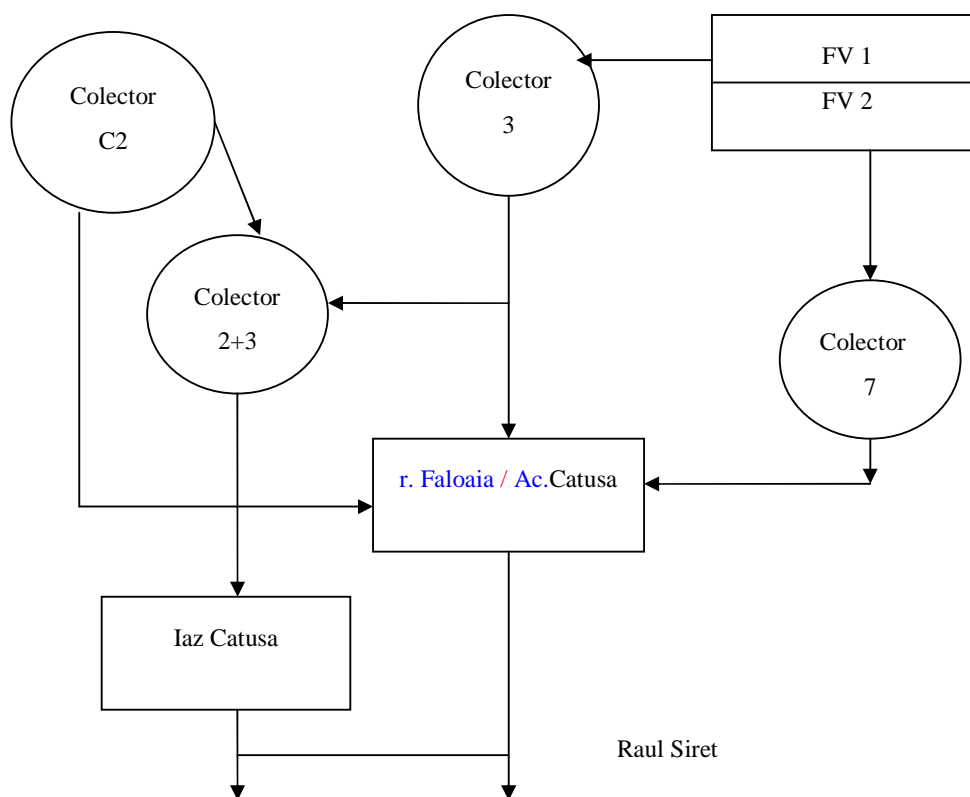 Colector
C2
Colector
3
FV 1
FV 2
Colector
2+3
Colector
7
r. Faloaia / Ac.Catusa
Iaz Catusa
Raul Siret